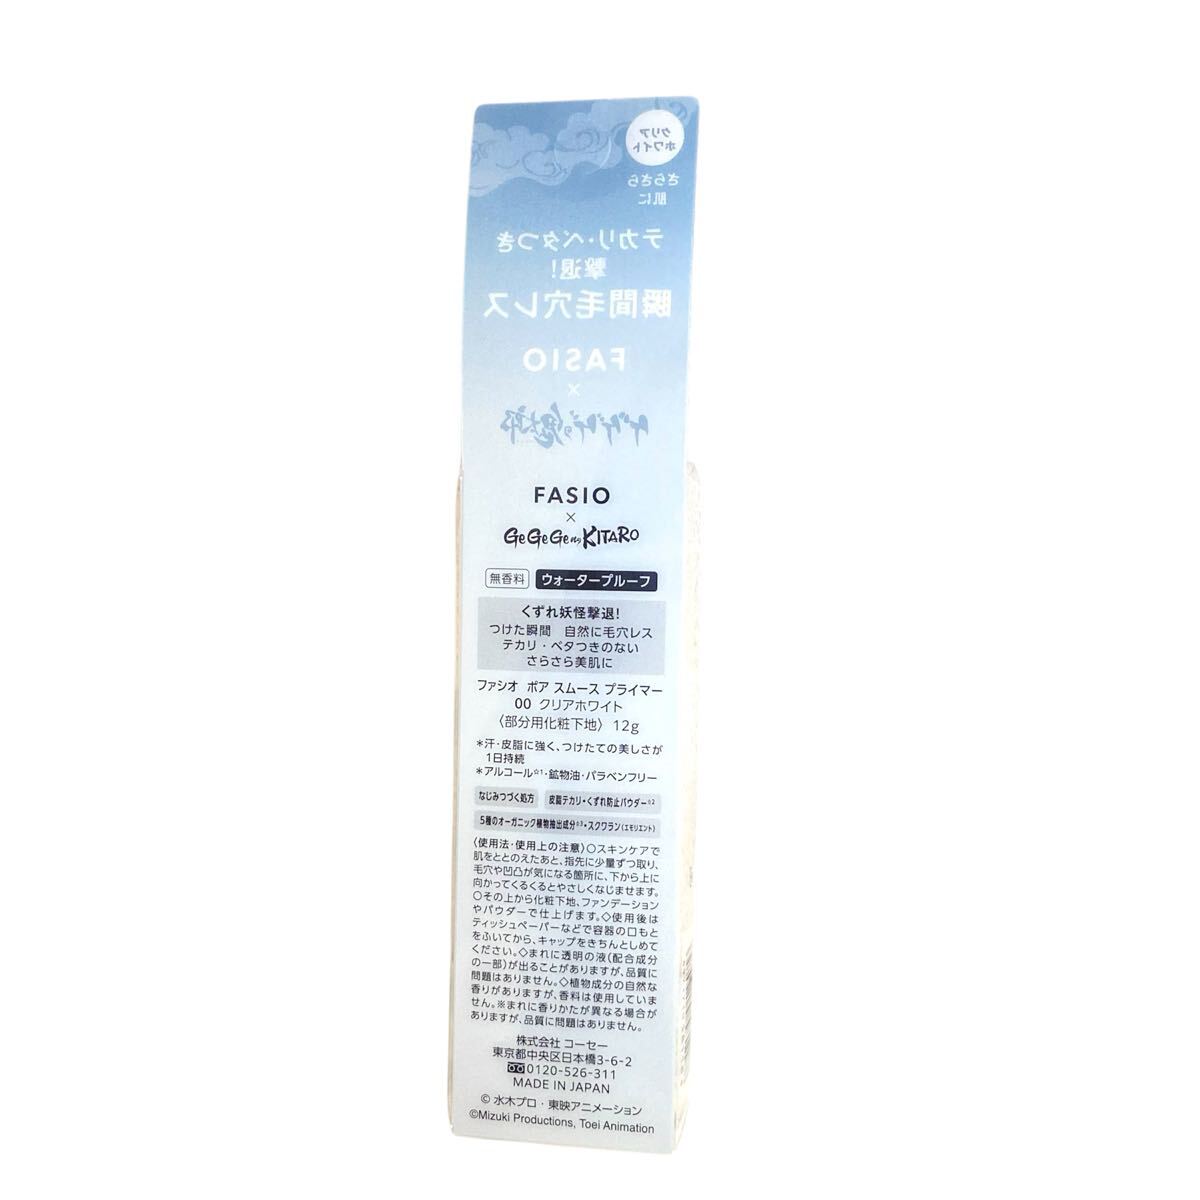 クリア
ホワイト
さらさら
肌に
テカリ・ベタつき
撃退!
瞬間毛穴レス
FASIO
×
ゲゲゲの鬼太郎
FASIO
×
GeGeGe no KITARO
無香料 ウォータープルーフ
くずれ妖怪撃退!
つけた瞬間 自然に毛穴レス
テカリ・ベタつきのない
さらさら美肌に
ファシオ ポア スムース プライマー
00 クリアホワイト
〈部分用化粧下地〉 12g
*汗・皮脂に強く、つけたての美しさが
1日持続
*アルコール☆1・鉱物油・パラベンフリー
なじみつづく処方 皮脂テカリ・くずれ防止パウダー☆2
5種のオーガニック植物抽出成分☆3・スクワラン(エモリエント)
〈使用法・使用上の注意〉○スキンケアで
肌をととのえたあと、指先に少量ずつ取り、
毛穴や凹凸が気になる箇所に、下から上に
向かってくるくるとやさしくなじませます。
○その上から化粧下地、ファンデーション
やパウダーで仕上げます。◇使用後は
ティッシュペーパーなどで容器の口もと
をふいてから、キャップをきちんとしめて
ください。◇まれに透明の液(配合成分
の一部)が出ることがありますが、品質に
問題はありません。◇植物成分の自然な
香りがありますが、香料は使用していま
せん。※まれに香りかたが異なる場合が
ありますが、品質に問題はありません。
株式会社 コーセー
東京都中央区日本橋3-6-2
0120-526-311
MADE IN JAPAN
© 水木プロ・東映アニメーション
©Mizuki Productions, Toei Animation